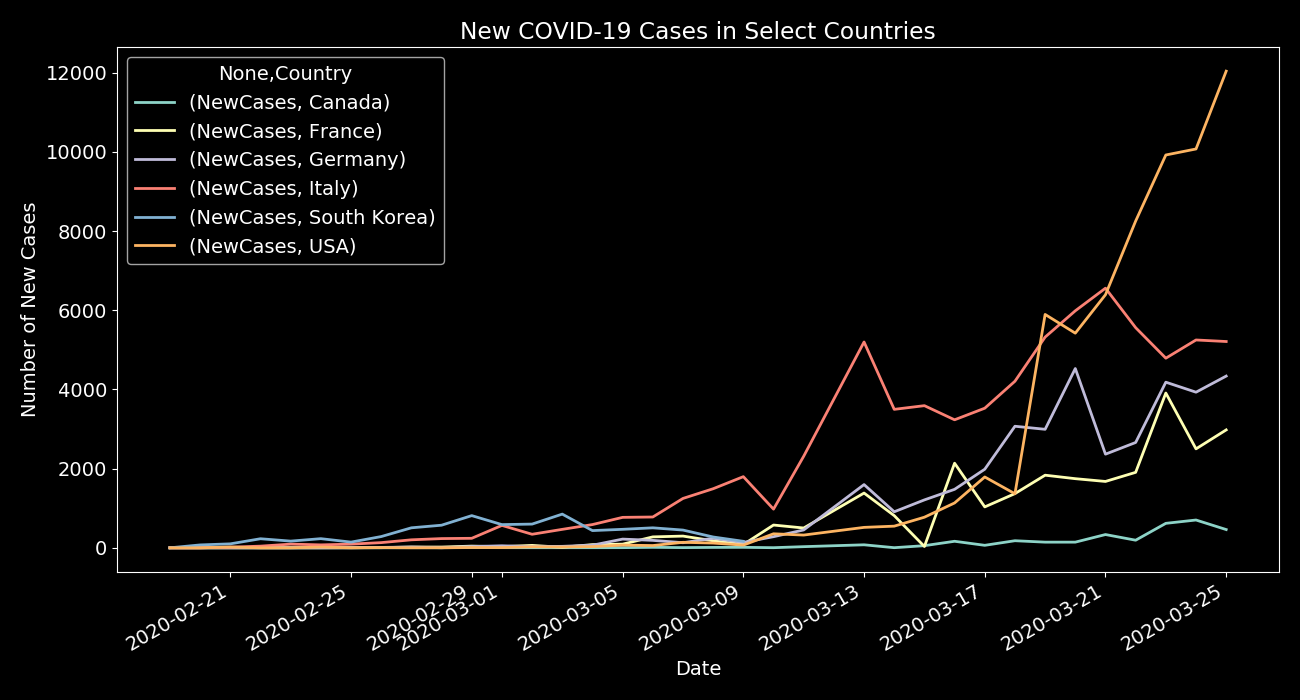 New COVID-19 Cases in Select Countries
None,Country
(NewCases, Canada)
(NewCases, France)
(NewCases, Germany)
(NewCases, Italy)
(NewCases, South Korea)
(NewCases, USA)
Number of New Cases
12000
10000
8000
6000
4000
2000
0
2020-02-21
2020-02-25
2020-02-29
2020-03-01
2020-03-05
2020-03-09
2020-03-13
2020-03-17
2020-03-21
2020-03-25
Date